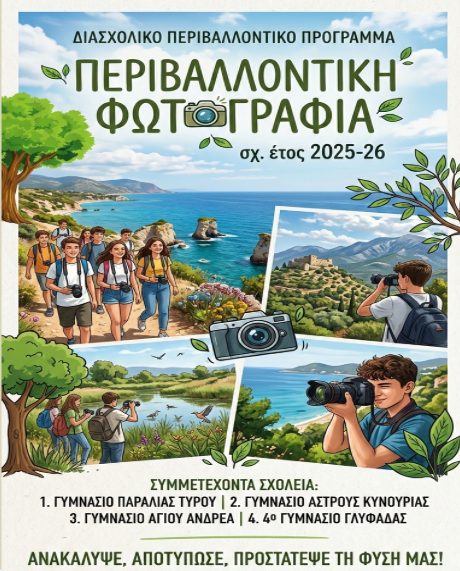 ΔΙΑΣΧΟΛΙΚΟ ΠΕΡΙΒΑΛΛΟΝΤΙΚΟ ΠΡΟΓΡΑΜΜΑ
ΠΕΡΙΒΑΛΛΟΝΤΙΚΗ
ΦΩΤΟΓΡΑΦΙΑ
σχ. έτος 2025-26
ΣΥΜΜΕΤΕΧΟΝΤΑ ΣΧΟΛΕΙΑ:
1. ΓΥΜΝΑΣΙΟ ΠΑΡΑΛΙΑΣ ΤΥΡΟΥ | 2. ΓΥΜΝΑΣΙΟ ΑΣΤΡΟΥΣ ΚΥΝΟΥΡΙΑΣ
3. ΓΥΜΝΑΣΙΟ ΑΓΙΟΥ ΑΝΔΡΕΑ | 4. 4ο ΓΥΜΝΑΣΙΟ ΓΛΥΦΑΔΑΣ
ΑΝΑΚΑΛΥΨΕ, ΑΠΟΤΥΠΩΣΕ, ΠΡΟΣΤΑΤΕΨΕ ΤΗ ΦΥΣΗ ΜΑΣ!